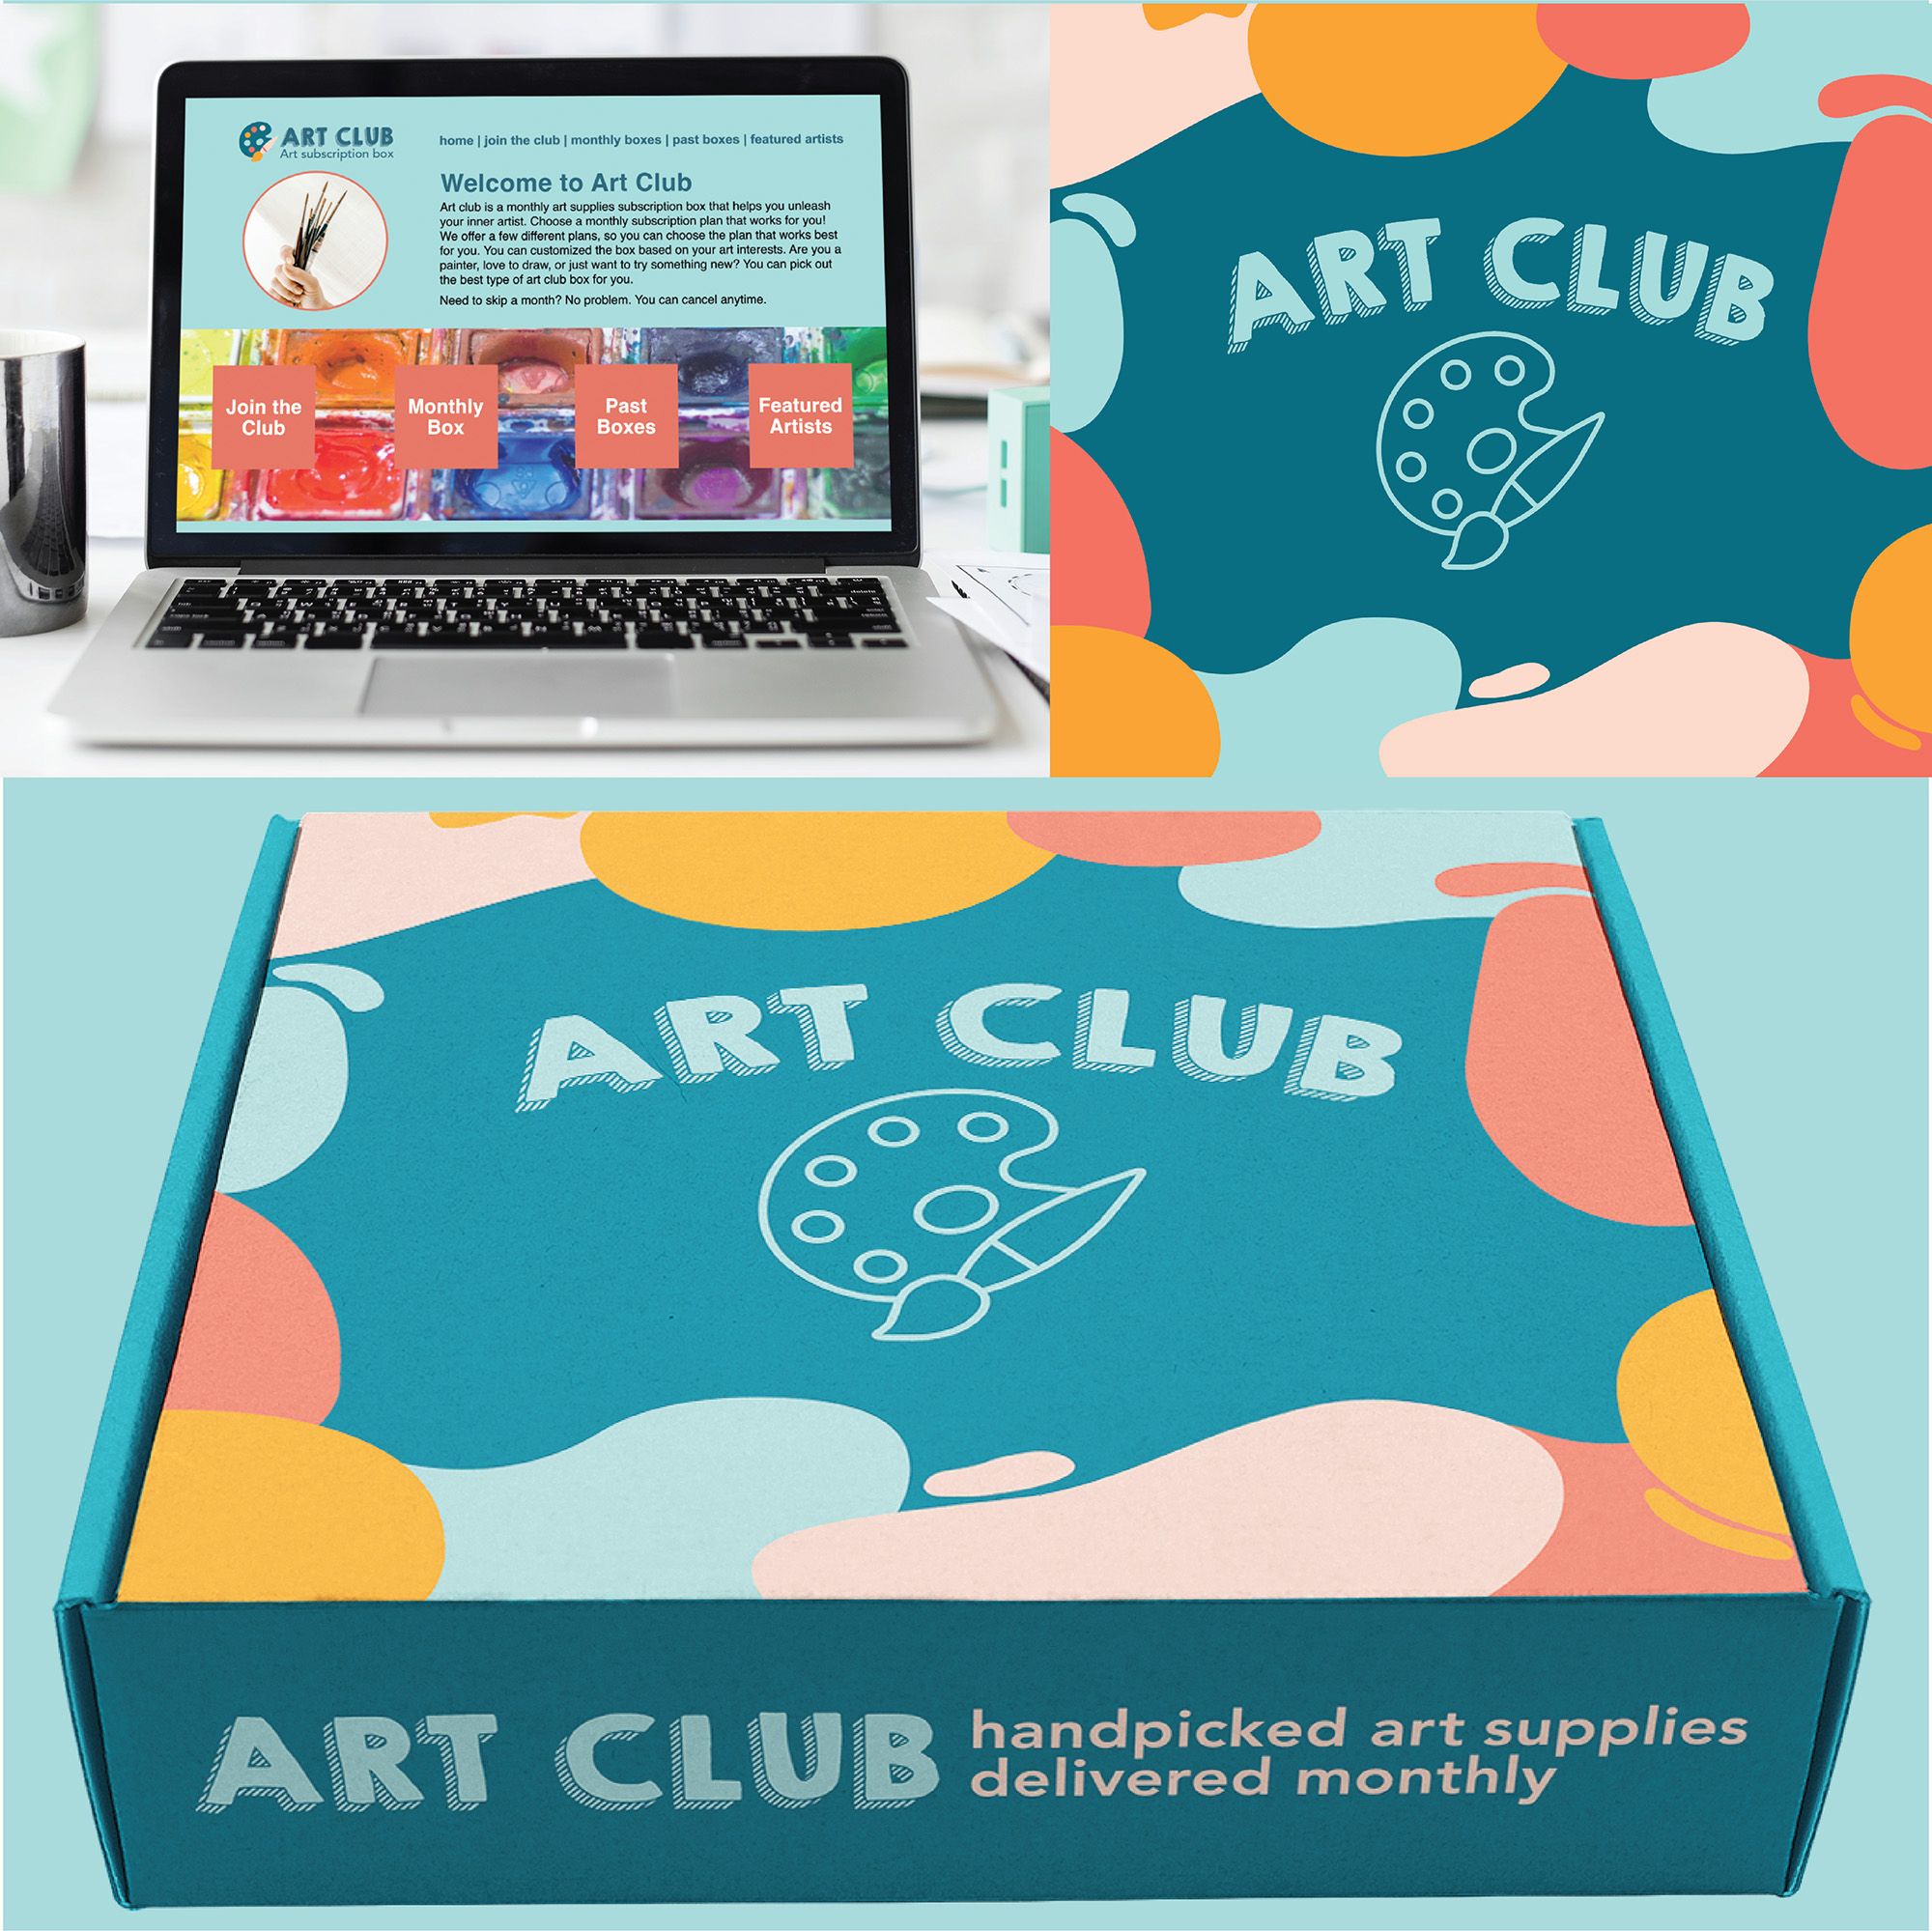 ART CLUB
Art subscription box
home | join the club | monthly boxes | past boxes | featured artists
Welcome to Art Club
Art club is a monthly art supplies subscription box that helps you unleash
your inner artist. Choose a monthly subscription plan that works for you!
We offer a few different plans, so you can choose the plan that works best
for you. You can customized the box based on your art interests. Are you a
painter, love to draw, or just want to try something new? You can pick out
the best type of art club box for you.
Need to skip a month? No problem. You can cancel anytime.
Join the
Club
Monthly
Box
Past
Boxes
Featured
Artists
ART CLUB
ART CLUB
ART CLUB
handpicked art supplies
delivered monthly